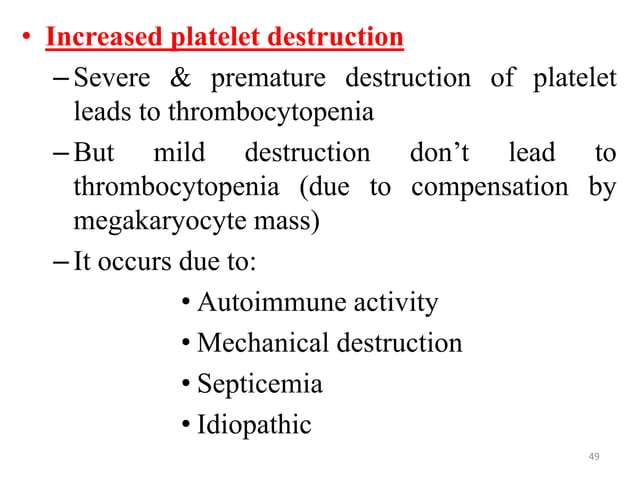 • Increased platelet destruction
– Severe & premature destruction of platelet
leads to thrombocytopenia
– But mild destruction don’t lead to
thrombocytopenia (due to compensation by
megakaryocyte mass)
– It occurs due to:
• Autoimmune activity
• Mechanical destruction
• Septicemia
• Idiopathic
49